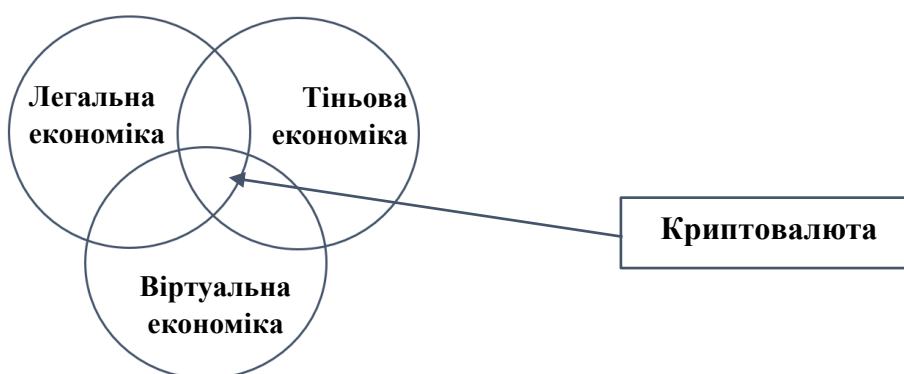 Легальна
економіка
Тіньова
економіка
Криптовалюта
Віртуальна
економіка